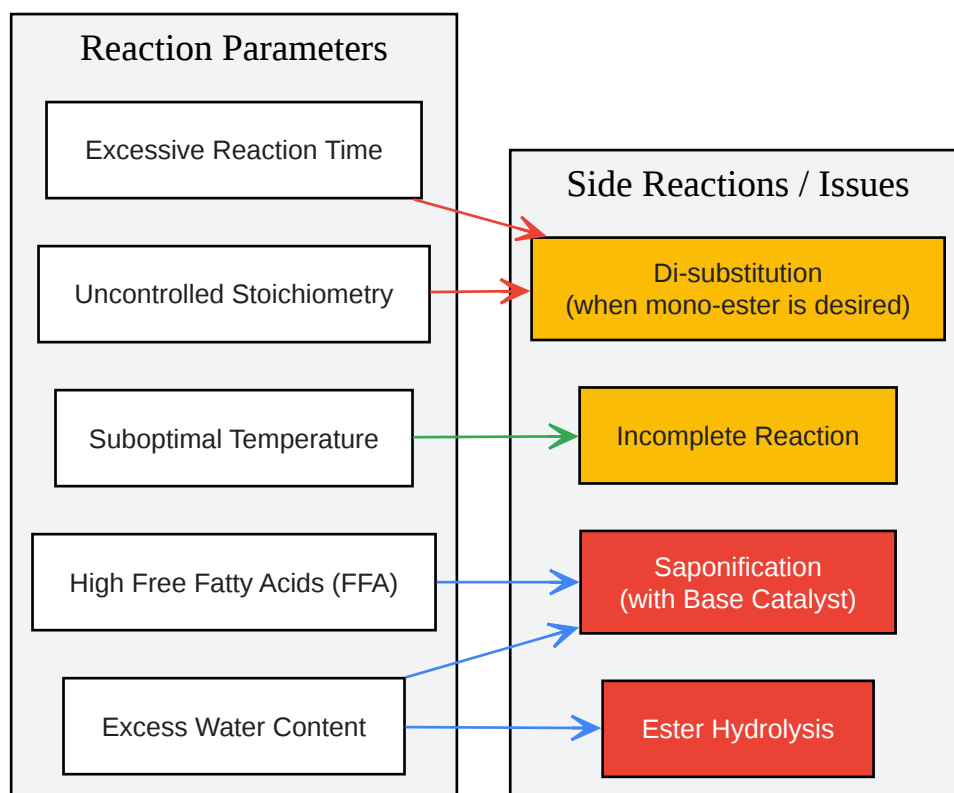 Reaction Parameters
Excessive Reaction Time
Uncontrolled Stoichiometry
Suboptimal Temperature
High Free Fatty Acids (FFA)
Excess Water Content
Side Reactions / Issues
Di-substitution
(when mono-ester is desired)
Incomplete Reaction
Saponification
(with Base Catalyst)
Ester Hydrolysis